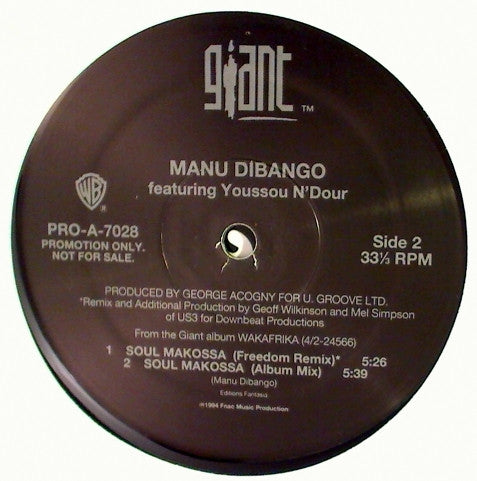 giant ™
MANU DIBANGO
featuring Youssou N'Dour
WB
PRO-A-7028
PROMOTION ONLY.
NOT FOR SALE.
Side 2
33⅓ RPM
PRODUCED BY GEORGE ACOGNY FOR U. GROOVE LTD.
*Remix and Additional Production by Geoff Wilkinson and Mel Simpson
of US3 for Downbeat Productions
From the Giant album WAKAFRIKA (4/2-24566)
1 SOUL MAKOSSA (Freedom Remix)* 5:26
2 SOUL MAKOSSA (Album Mix) 5:39
(Manu Dibango)
Editions Fantasia
℗1994 Fnac Music Production